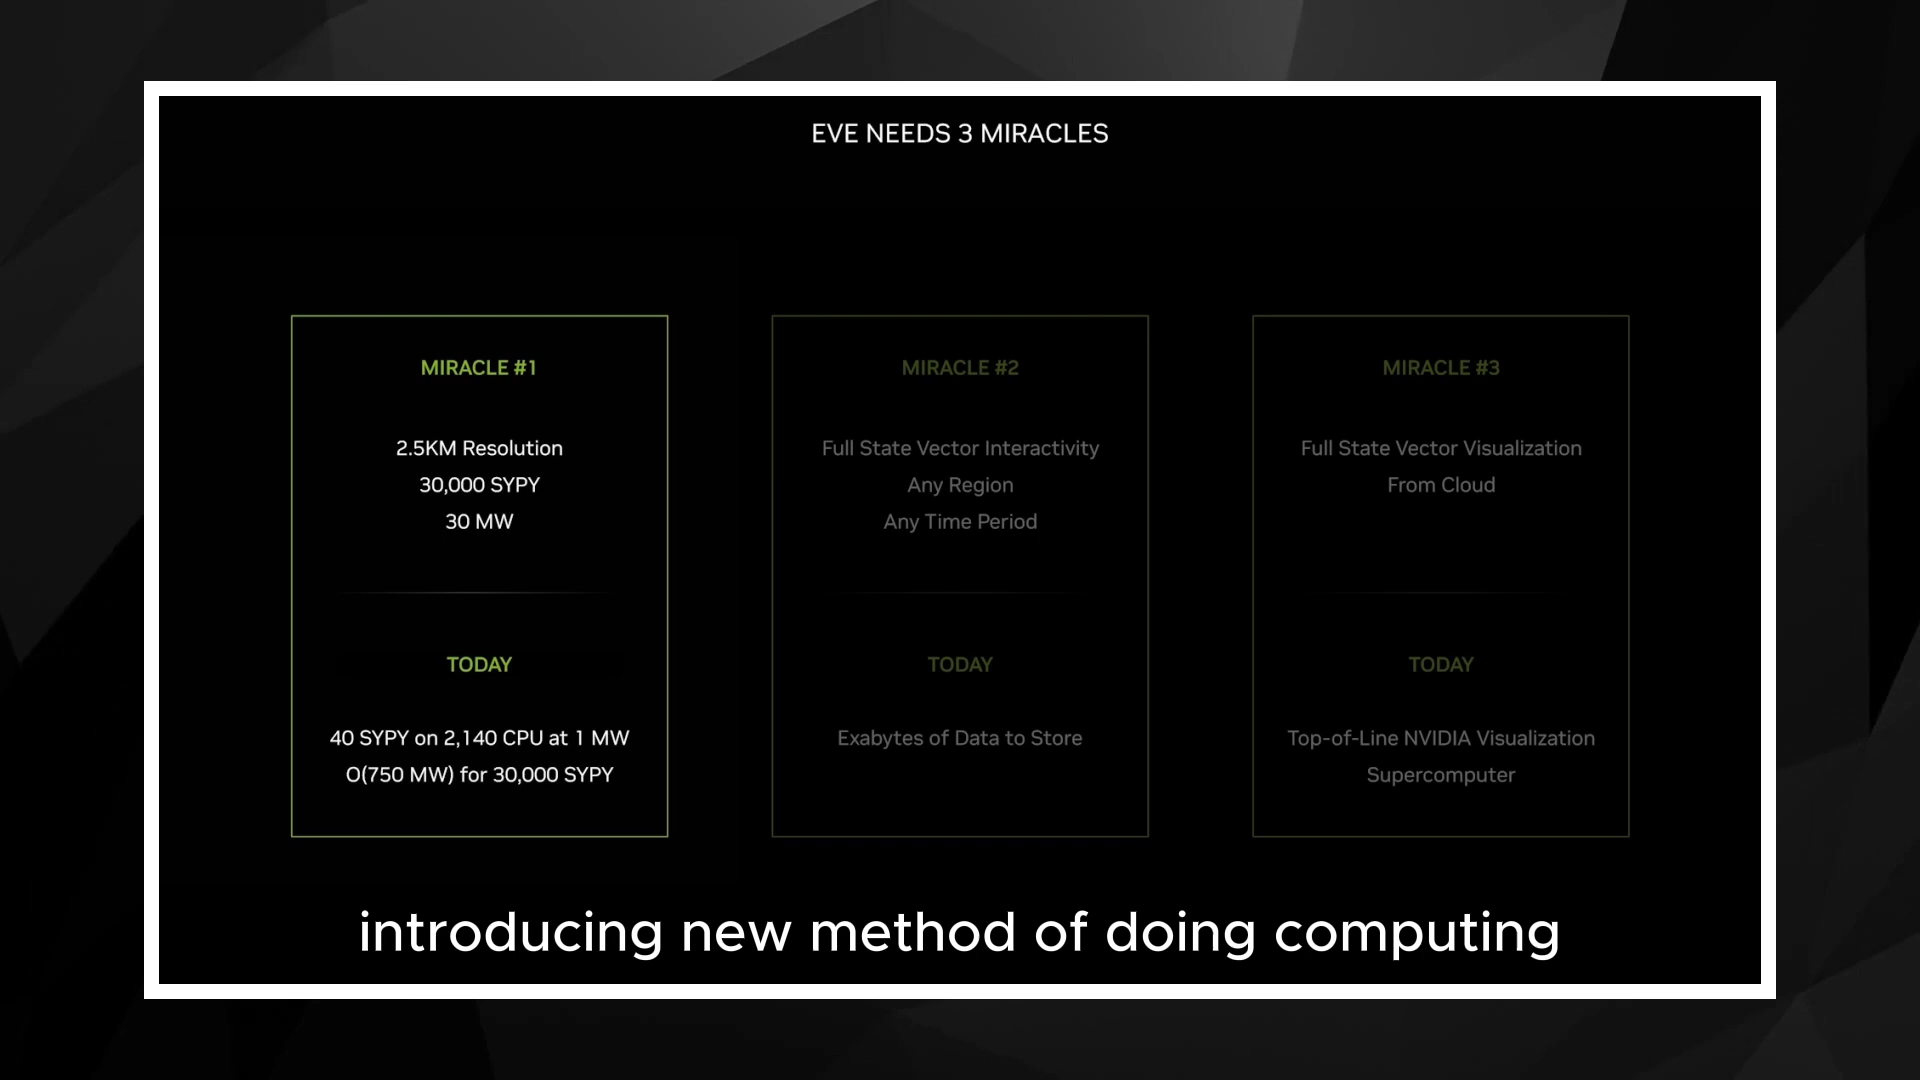 EVE NEEDS 3 MIRACLES
MIRACLE #1
2.5KM Resolution
30,000 SYPY
30 MW
TODAY
40 SYPY on 2,140 CPU at 1 MW
O(750 MW) for 30,000 SYPY
MIRACLE #2
Full State Vector Interactivity
Any Region
Any Time Period
TODAY
Exabytes of Data to Store
MIRACLE #3
Full State Vector Visualization
From Cloud
TODAY
Top-of-Line NVIDIA Visualization
Supercomputer
introducing new method of doing computing